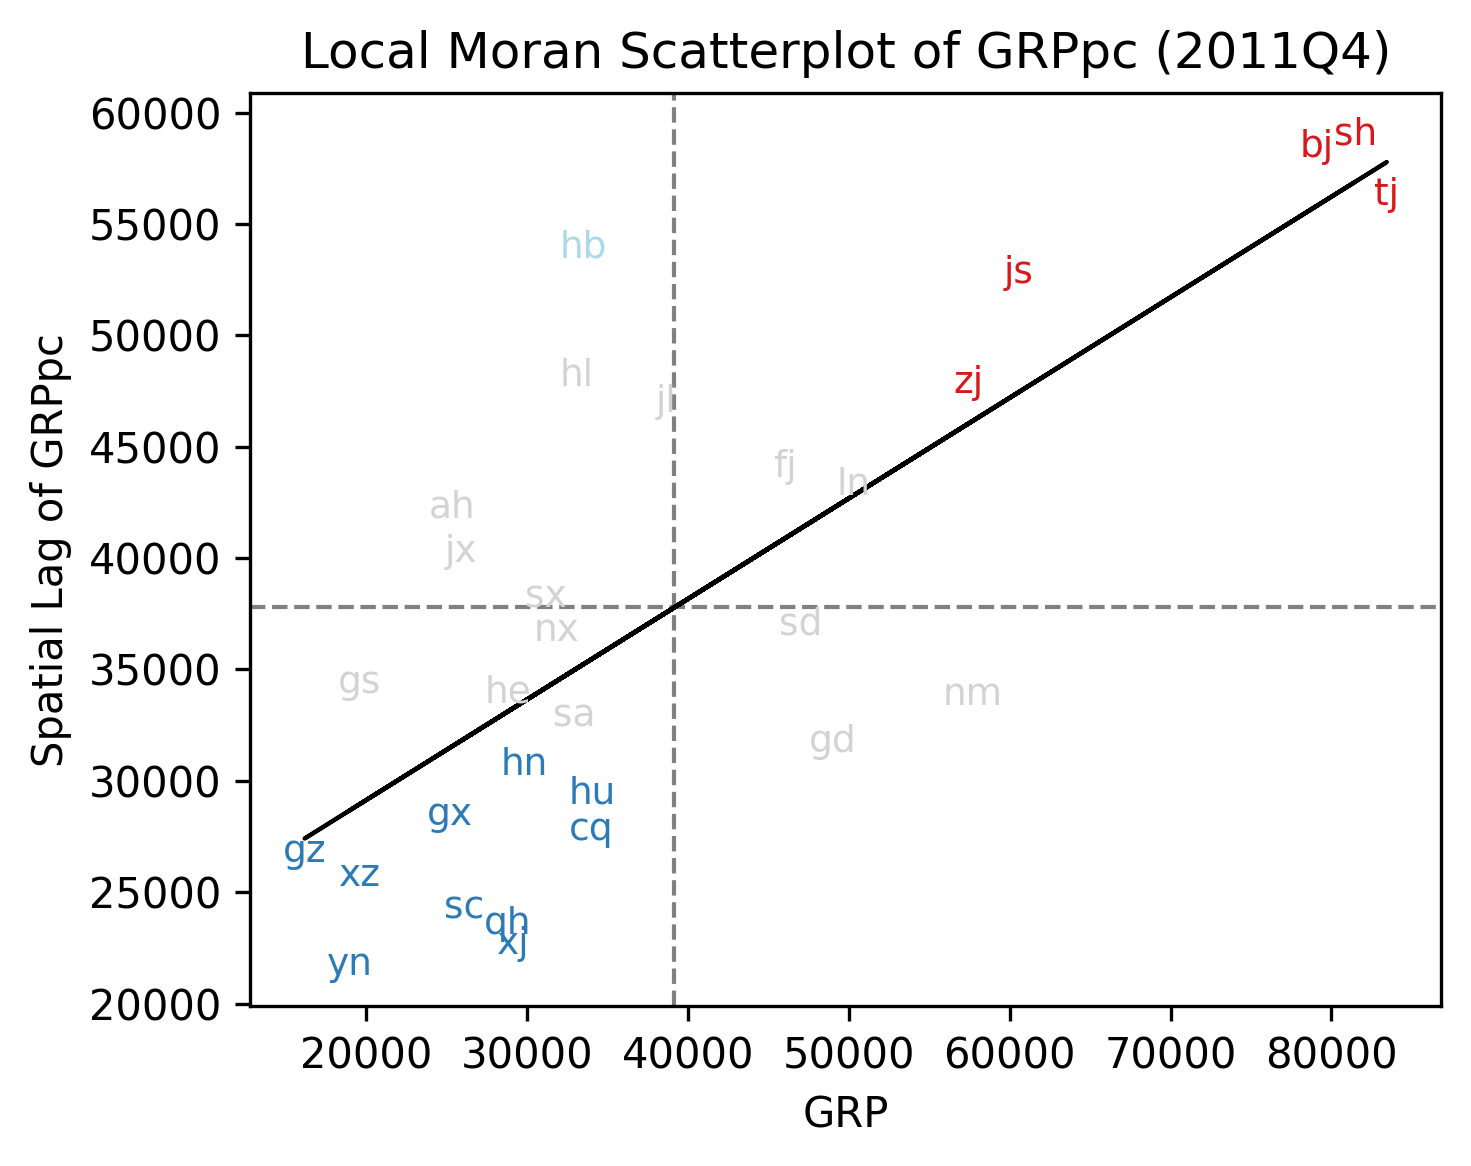 Local Moran Scatterplot of GRPpc (2011Q4)
60000
55000
50000
45000
40000
35000
30000
25000
20000
Spatial Lag of GRPpc
bj sh
tj
hb
js
hl
zj
jl
fj
ln
ah
jx
sx
sd
nx
gs
he
nm
sa
gd
hn
hu
gx
cq
gz
xz
sc
qh
xj
yn
20000 30000 40000 50000 60000 70000 80000
GRP